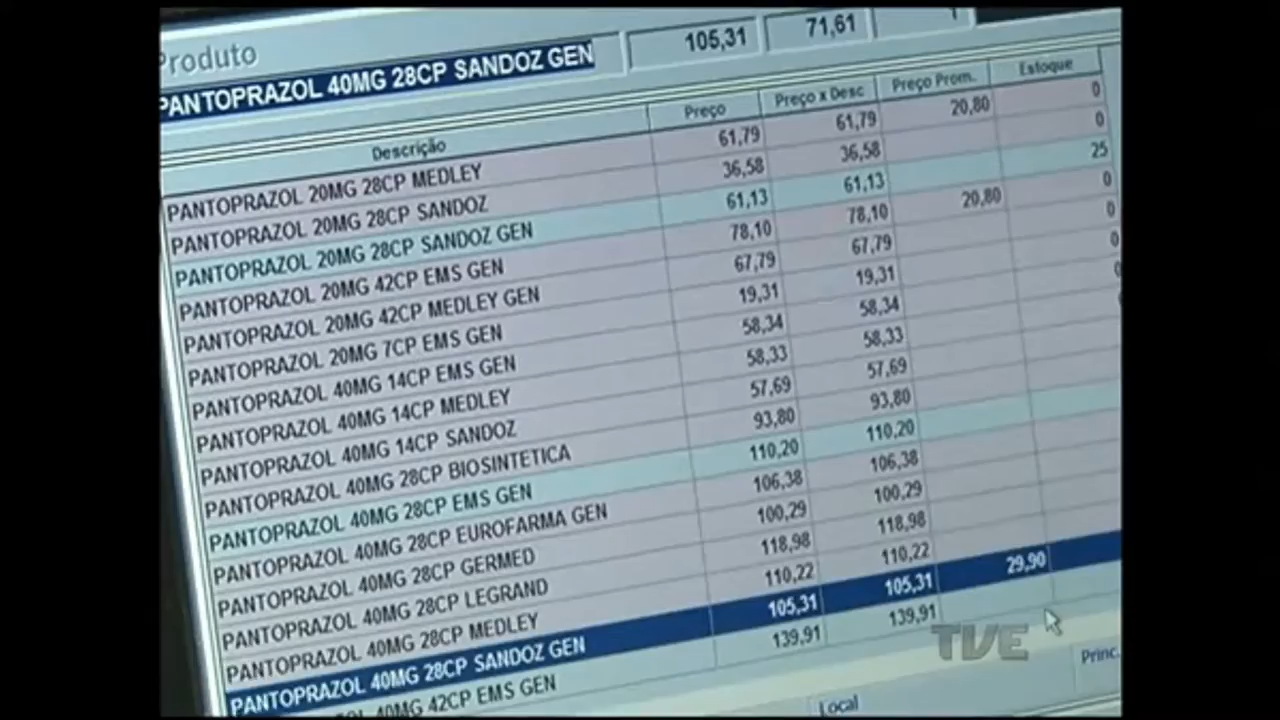 Produto
PANTOPRAZOL 40MG 28CP SANDOZ GEN 105,31 71,61 1
Descrição Preço Preço x Desc Preço Prom. Estoque
PANTOPRAZOL 20MG 28CP MEDLEY 61,79 61,79 20,80 0
PANTOPRAZOL 20MG 28CP SANDOZ 36,58 36,58 0
PANTOPRAZOL 20MG 28CP SANDOZ GEN 61,13 61,13 25
PANTOPRAZOL 20MG 42CP EMS GEN 78,10 78,10 20,80 0
PANTOPRAZOL 20MG 42CP MEDLEY GEN 67,79 67,79 0
PANTOPRAZOL 20MG 7CP EMS GEN 19,31 19,31 0
PANTOPRAZOL 40MG 14CP EMS GEN 58,34 58,34 0
PANTOPRAZOL 40MG 14CP MEDLEY 58,33 58,33
PANTOPRAZOL 40MG 14CP SANDOZ 57,69 57,69
PANTOPRAZOL 40MG 28CP BIOSINTETICA 93,80 93,80
PANTOPRAZOL 40MG 28CP EMS GEN 110,20 110,20
PANTOPRAZOL 40MG 28CP EUROFARMA GEN 106,38 106,38
PANTOPRAZOL 40MG 28CP GERMED 100,29 100,29
PANTOPRAZOL 40MG 28CP LEGRAND 118,98 118,98
PANTOPRAZOL 40MG 28CP MEDLEY 110,22 110,22
PANTOPRAZOL 40MG 28CP SANDOZ GEN 105,31 105,31 29,90
40MG 42CP EMS GEN 139,91 139,91
TVE
Local Princ.